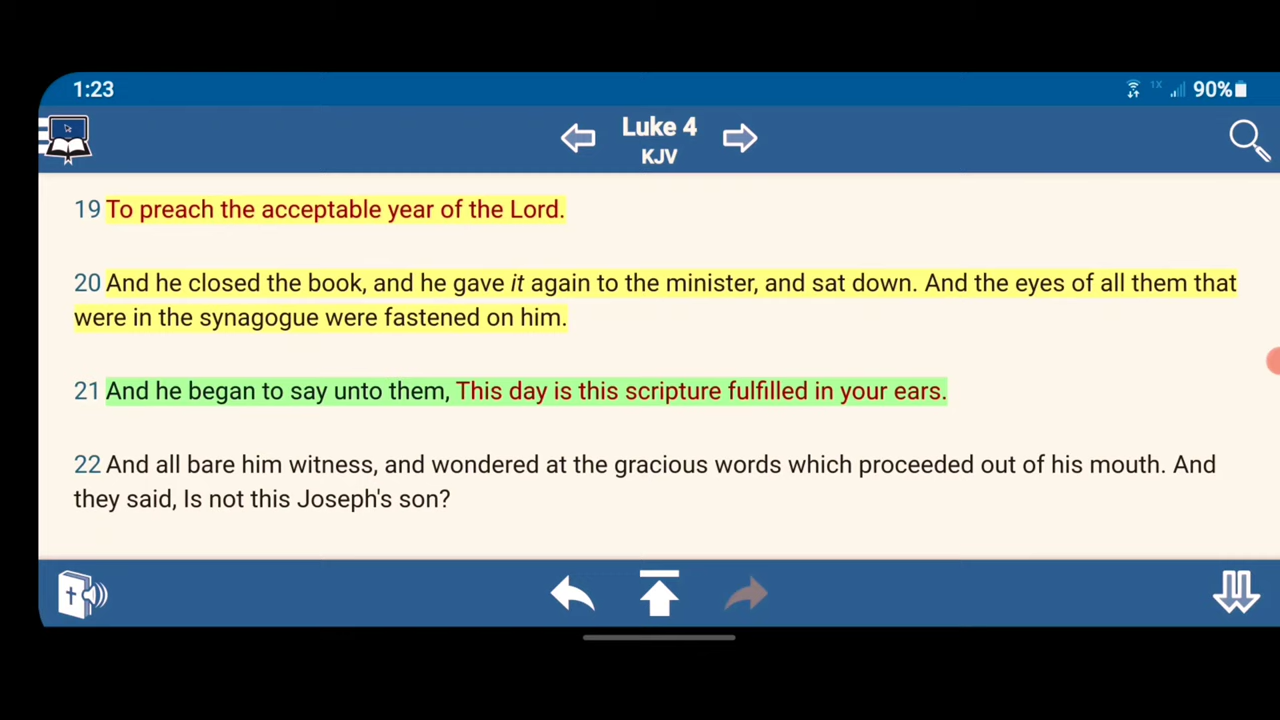 1:23
1X
90%
Luke 4
KJV
19 To preach the acceptable year of the Lord.
20 And he closed the book, and he gave it again to the minister, and sat down. And the eyes of all them that
were in the synagogue were fastened on him.
21 And he began to say unto them, This day is this scripture fulfilled in your ears.
22 And all bare him witness, and wondered at the gracious words which proceeded out of his mouth. And
they said, Is not this Joseph's son?